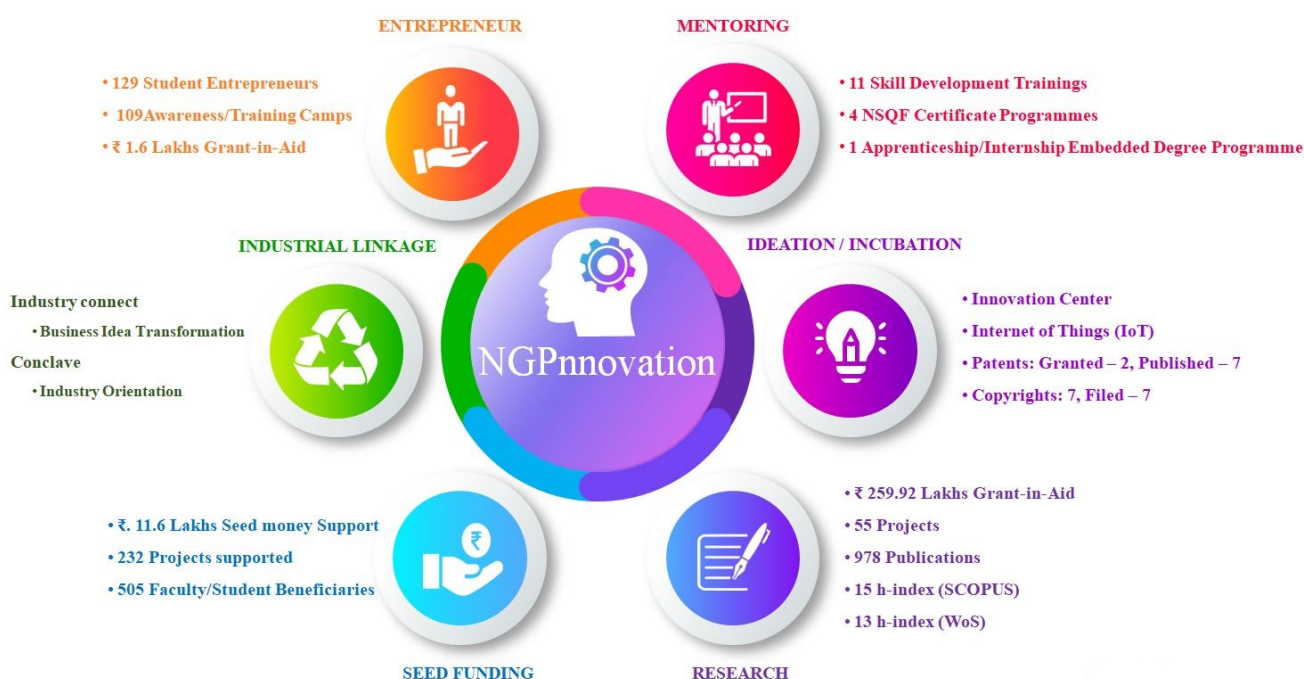 ENTREPRENEUR
• 129 Student Entrepreneurs
• 109Awareness/Training Camps
• ₹ 1.6 Lakhs Grant-in-Aid
MENTORING
• 11 Skill Development Trainings
• 4 NSQF Certificate Programmes
• 1 Apprenticeship/Internship Embedded Degree Programme
INDUSTRIAL LINKAGE
Industry connect
• Business Idea Transformation
Conclave
• Industry Orientation
NGPnnovation
IDEATION / INCUBATION
• Innovation Center
• Internet of Things (IoT)
• Patents: Granted – 2, Published – 7
• Copyrights: 7, Filed – 7
• ₹. 11.6 Lakhs Seed money Support
• 232 Projects supported
• 505 Faculty/Student Beneficiaries
₹
SEED FUNDING
• ₹ 259.92 Lakhs Grant-in-Aid
• 55 Projects
• 978 Publications
• 15 h-index (SCOPUS)
• 13 h-index (WoS)
RESEARCH